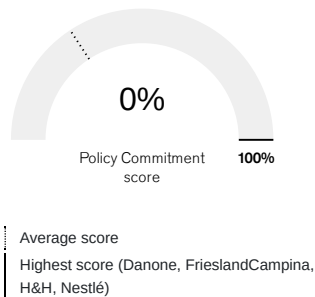 0%
Policy Commitment 100%
score
Average score
Highest score (Danone, FrieslandCampina,
H&H, Nestlé)